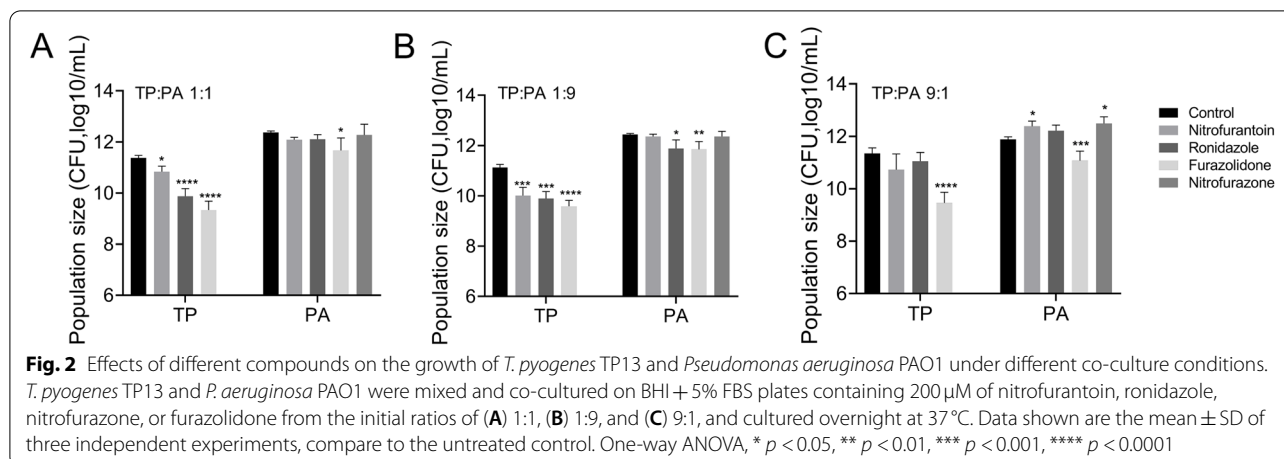 A
Population size (CFU,log10/mL)
14
12
10
8
6
TP:PA 1:1
*
****
****
*
TP
PA
B
Population size (CFU,log10/mL)
14
12
10
8
6
TP:PA 1:9
***
***
****
*
**
TP
PA
C
Population size (CFU,log10/mL)
14
12
10
8
6
TP:PA 9:1
****
*
***
*
TP
PA
Control
Nitrofurantoin
Ronidazole
Furazolidone
Nitrofurazone
Fig. 2 Effects of different compounds on the growth of T. pyogenes TP13 and Pseudomonas aeruginosa PAO1 under different co-culture conditions.
T. pyogenes TP13 and P. aeruginosa PAO1 were mixed and co-cultured on BHI + 5% FBS plates containing 200 μM of nitrofurantoin, ronidazole,
nitrofurazone, or furazolidone from the initial ratios of (A) 1:1, (B) 1:9, and (C) 9:1, and cultured overnight at 37 °C. Data shown are the mean ± SD of
three independent experiments, compare to the untreated control. One-way ANOVA, * p < 0.05, ** p < 0.01, *** p < 0.001, **** p < 0.0001